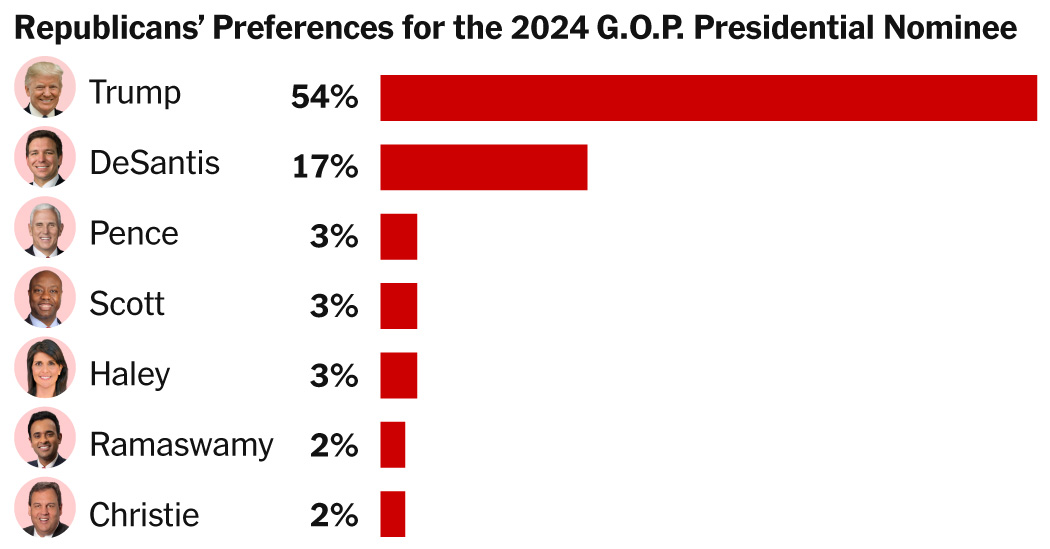 Republicans’ Preferences for the 2024 G.O.P. Presidential Nominee
Trump 54%
DeSantis 17%
Pence 3%
Scott 3%
Haley 3%
Ramaswamy 2%
Christie 2%